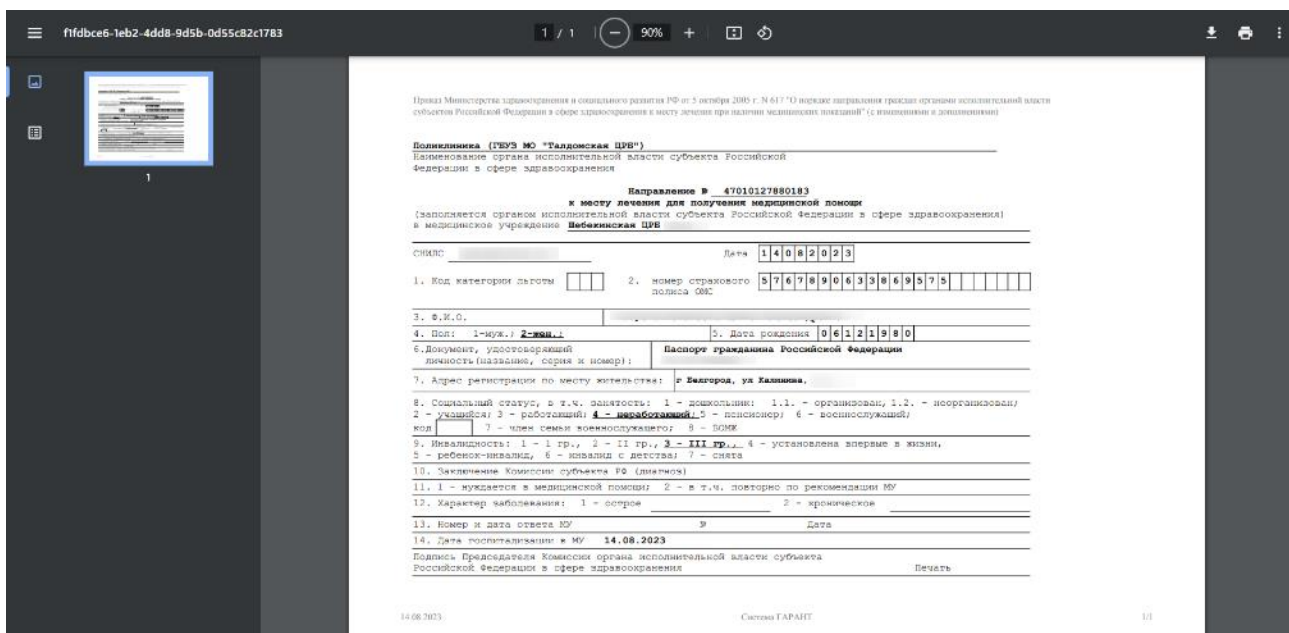 f1fdbce6-1eb2-4dd8-9d5b-0d55c82c1783
1 / 1
90%
1
Приказ Министерства здравоохранения и социального развития РФ от 5 октября 2005 г. N 617 "О порядке направления граждан органами исполнительной власти
субъектов Российской Федерации в сфере здравоохранения к месту лечения при наличии медицинских показаний" (с изменениями и дополнениями)
Поликлиника (ГБУЗ МО "Талдомская ЦРБ")
Наименование органа исполнительной власти субъекта Российской
Федерации в сфере здравоохранения
Направление № 47010127880183
к месту лечения для получения медицинской помощи
(заполняется органом исполнительной власти субъекта Российской Федерации в сфере здравоохранения)
в медицинское учреждение Шебекинская ЦРБ
СНИЛС Дата 14082023
1. Код категории льготы 2. номер страхового 5767890633869575
полиса ОМС
3. Ф.И.О.
4. Пол: 1-муж.; 2-жен.; 5. Дата рождения 06121980
6.Документ, удостоверяющий Паспорт гражданина Российской Федерации
личность(название, серия и номер):
7. Адрес регистрации по месту жительства: г Белгород, ул Калинина,
8. Социальный статус, в т.ч. занятость: 1 - дошкольник: 1.1. - организован, 1.2. - неорганизован;
2 - учащийся; 3 - работающий; 4 - неработающий; 5 - пенсионер; 6 - военнослужащий;
код 7 - член семьи военнослужащего; 8 - БОМЖ
9. Инвалидность: 1 - I гр., 2 - II гр., 3 - III гр., 4 - установлена впервые в жизни,
5 - ребенок-инвалид, 6 - инвалид с детства; 7 - снята
10. Заключение Комиссии субъекта РФ (диагноз)
11. 1 - нуждается в медицинской помощи; 2 - в т.ч. повторно по рекомендации МУ
12. Характер заболевания: 1 - острое 2 - хроническое
13. Номер и дата ответа МУ № Дата
14. Дата госпитализации в МУ 14.08.2023
Подпись Председателя Комиссии органа исполнительной власти субъекта
Российской Федерации в сфере здравоохранения Печать
14.08.2023 Система ГАРАНТ 1/1